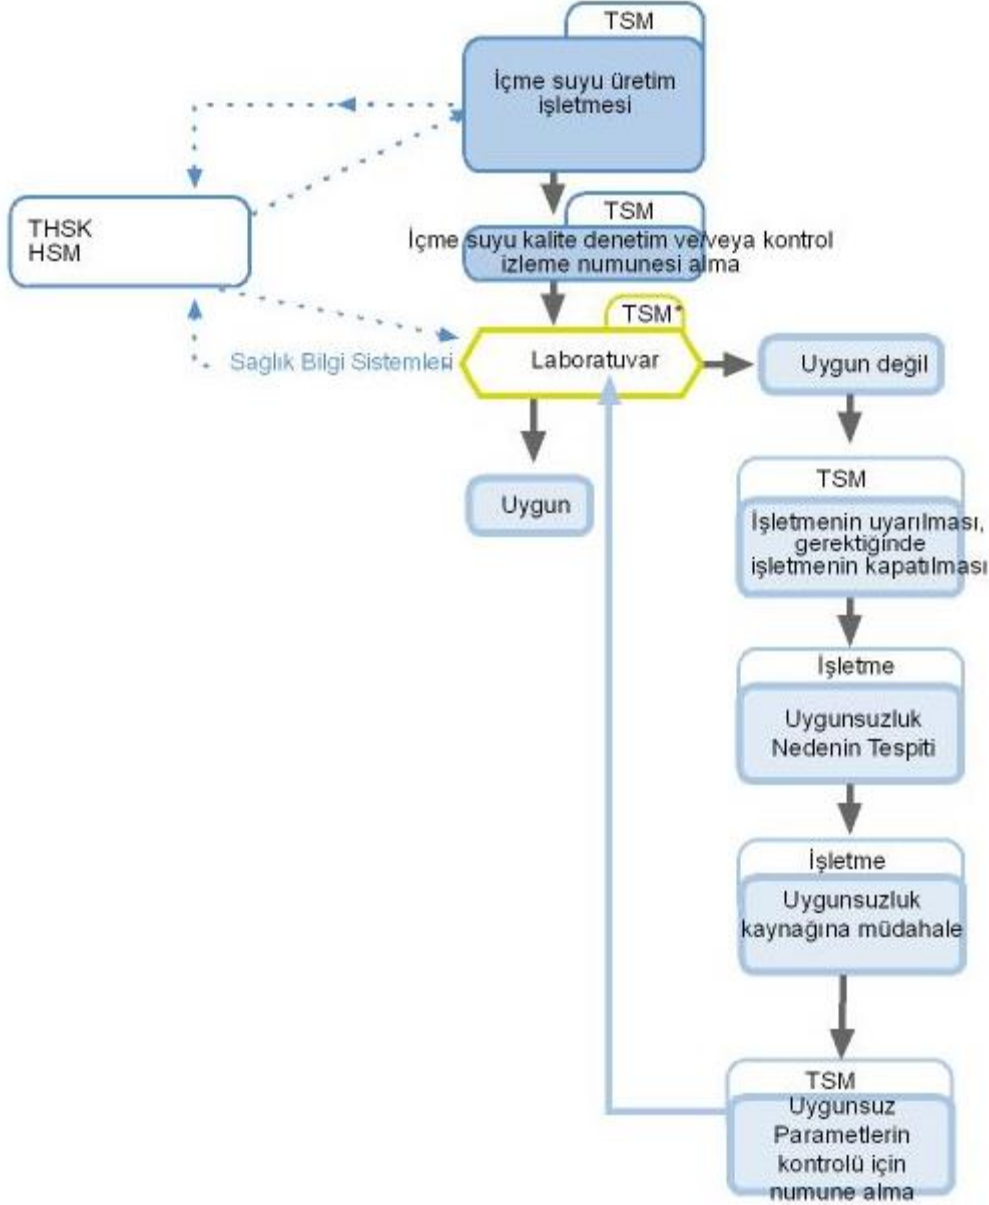 TSM
İçme suyu üretim
işletmesi
THSK
HSM
TSM
İçme suyu kalite denetim ve/veya kontrol
izleme numunesi alma
TSM*
Sağlık Bilgi Sistemleri
Laboratuvar
Uygun değil
Uygun
TSM
İşletmenin uyarılması,
gerektiğinde
işletmenin kapatılması
İşletme
Uygunsuzluk
Nedenin Tespiti
İşletme
Uygunsuzluk
kaynağına müdahale
TSM
Uygunsuz
Parametlerin
kontrolü için
numune alma